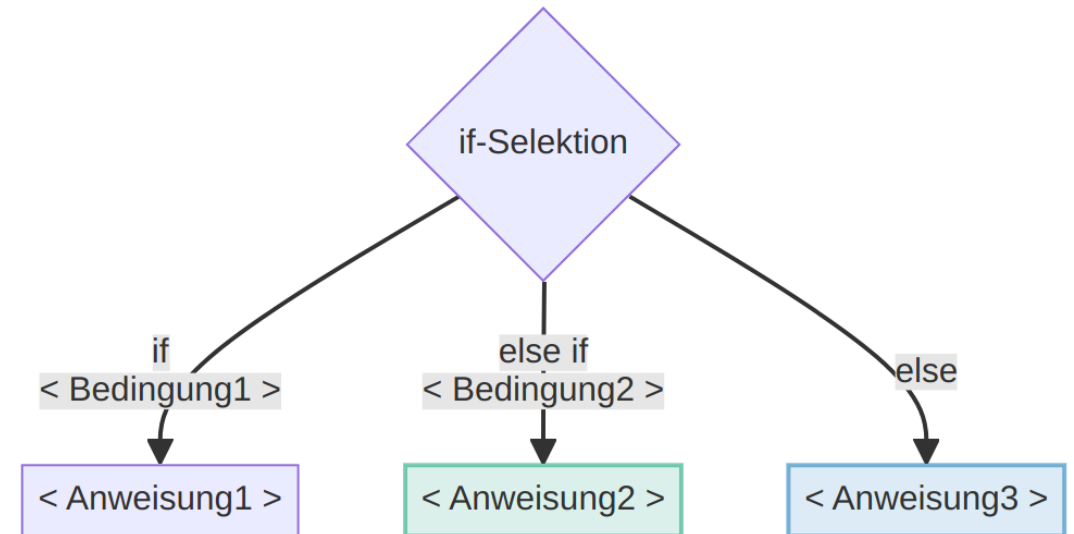 if-Selektion
if
< Bedingung1 >
else if
< Bedingung2 >
else
< Anweisung1 >
< Anweisung2 >
< Anweisung3 >